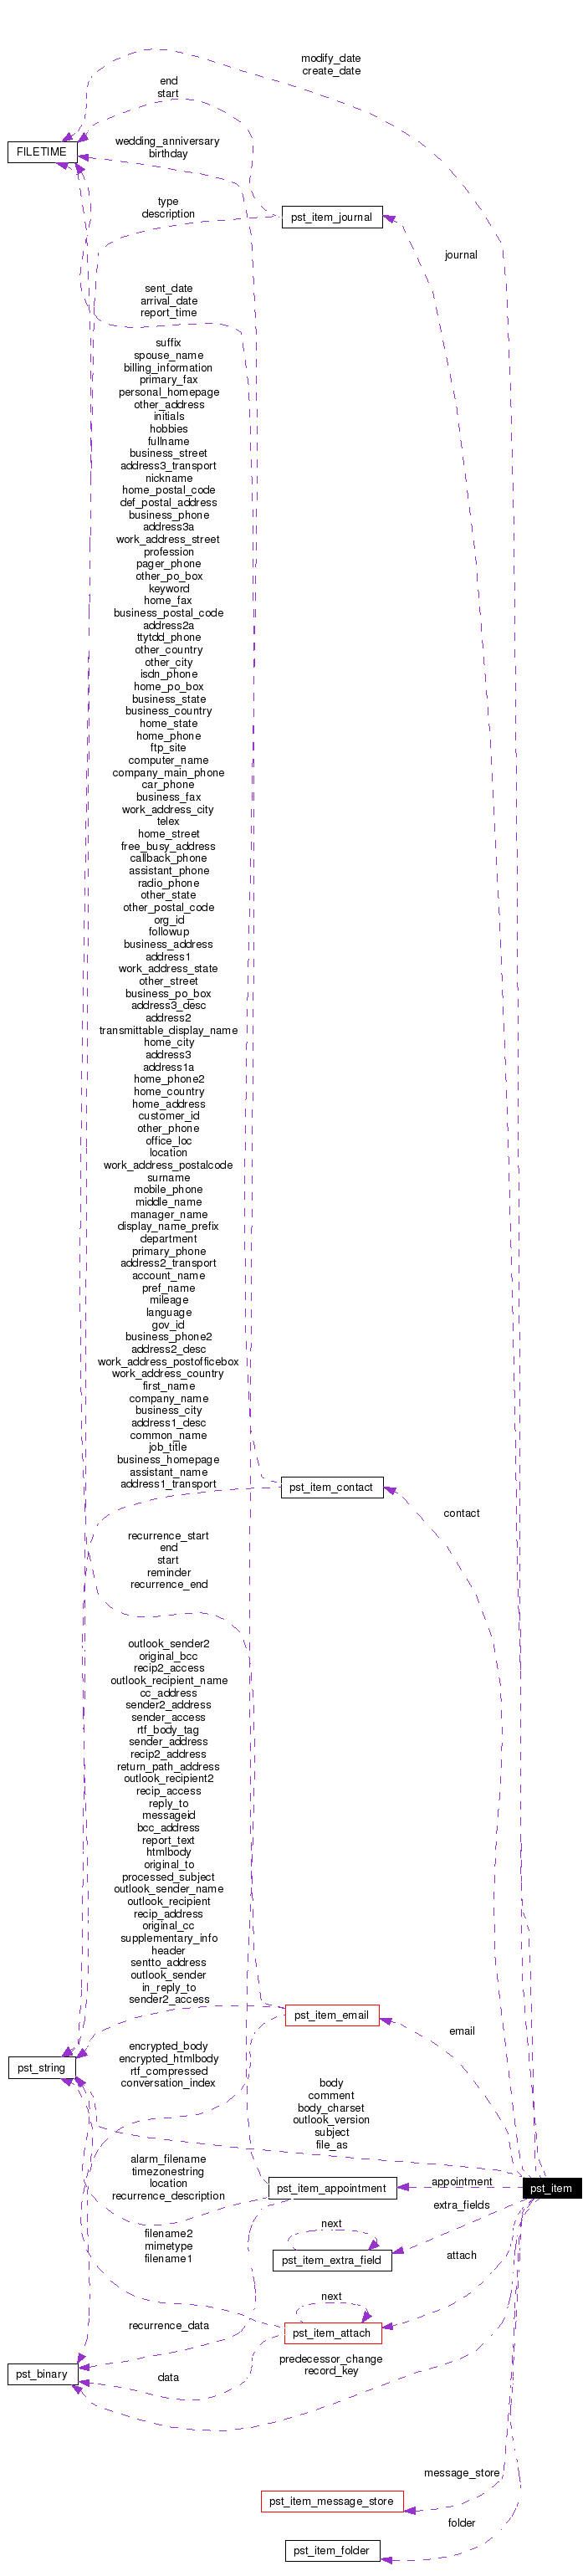 modify_date
create_date
end
start
wedding_anniversary
birthday
FILETIME
type
description
pst_item_journal
journal
sent_date
arrival_date
report_time
suffix
spouse_name
billing_information
primary_fax
personal_homepage
other_address
initials
hobbies
fullname
business_street
address3_transport
nickname
home_postal_code
def_postal_address
business_phone
address3a
work_address_street
profession
pager_phone
other_po_box
keyword
home_fax
business_postal_code
address2a
ttytdd_phone
other_country
other_city
isdn_phone
home_po_box
business_state
business_country
home_state
home_phone
ftp_site
computer_name
company_main_phone
car_phone
business_fax
work_address_city
telex
home_street
free_busy_address
callback_phone
assistant_phone
radio_phone
other_state
other_postal_code
org_id
followup
business_address
address1
work_address_state
other_street
business_po_box
address3_desc
address2
transmittable_display_name
home_city
address3
address1a
home_phone2
home_country
home_address
customer_id
other_phone
office_loc
location
work_address_postalcode
surname
mobile_phone
middle_name
manager_name
display_name_prefix
department
primary_phone
address2_transport
account_name
pref_name
mileage
language
gov_id
business_phone2
address2_desc
work_address_postofficebox
work_address_country
first_name
company_name
business_city
address1_desc
common_name
job_title
business_homepage
assistant_name
address1_transport
pst_item_contact
contact
recurrence_start
end
start
reminder
recurrence_end
outlook_sender2
original_bcc
recip2_access
outlook_recipient_name
cc_address
sender2_address
sender_access
rtf_body_tag
sender_address
recip2_address
return_path_address
outlook_recipient2
recip_access
reply_to
messageid
bcc_address
report_text
htmlbody
original_to
processed_subject
outlook_sender_name
outlook_recipient
recip_address
original_cc
supplementary_info
header
sentto_address
outlook_sender
in_reply_to
sender2_access
pst_item_email
email
pst_string
encrypted_body
encrypted_htmlbody
rtf_compressed
conversation_index
body
comment
body_charset
outlook_version
subject
file_as
alarm_filename
timezonestring
location
recurrence_description
pst_item_appointment
appointment
pst_item
extra_fields
filename2
mimetype
filename1
next
pst_item_extra_field
attach
next
recurrence_data
pst_item_attach
predecessor_change
record_key
pst_binary
data
message_store
pst_item_message_store
folder
pst_item_folder